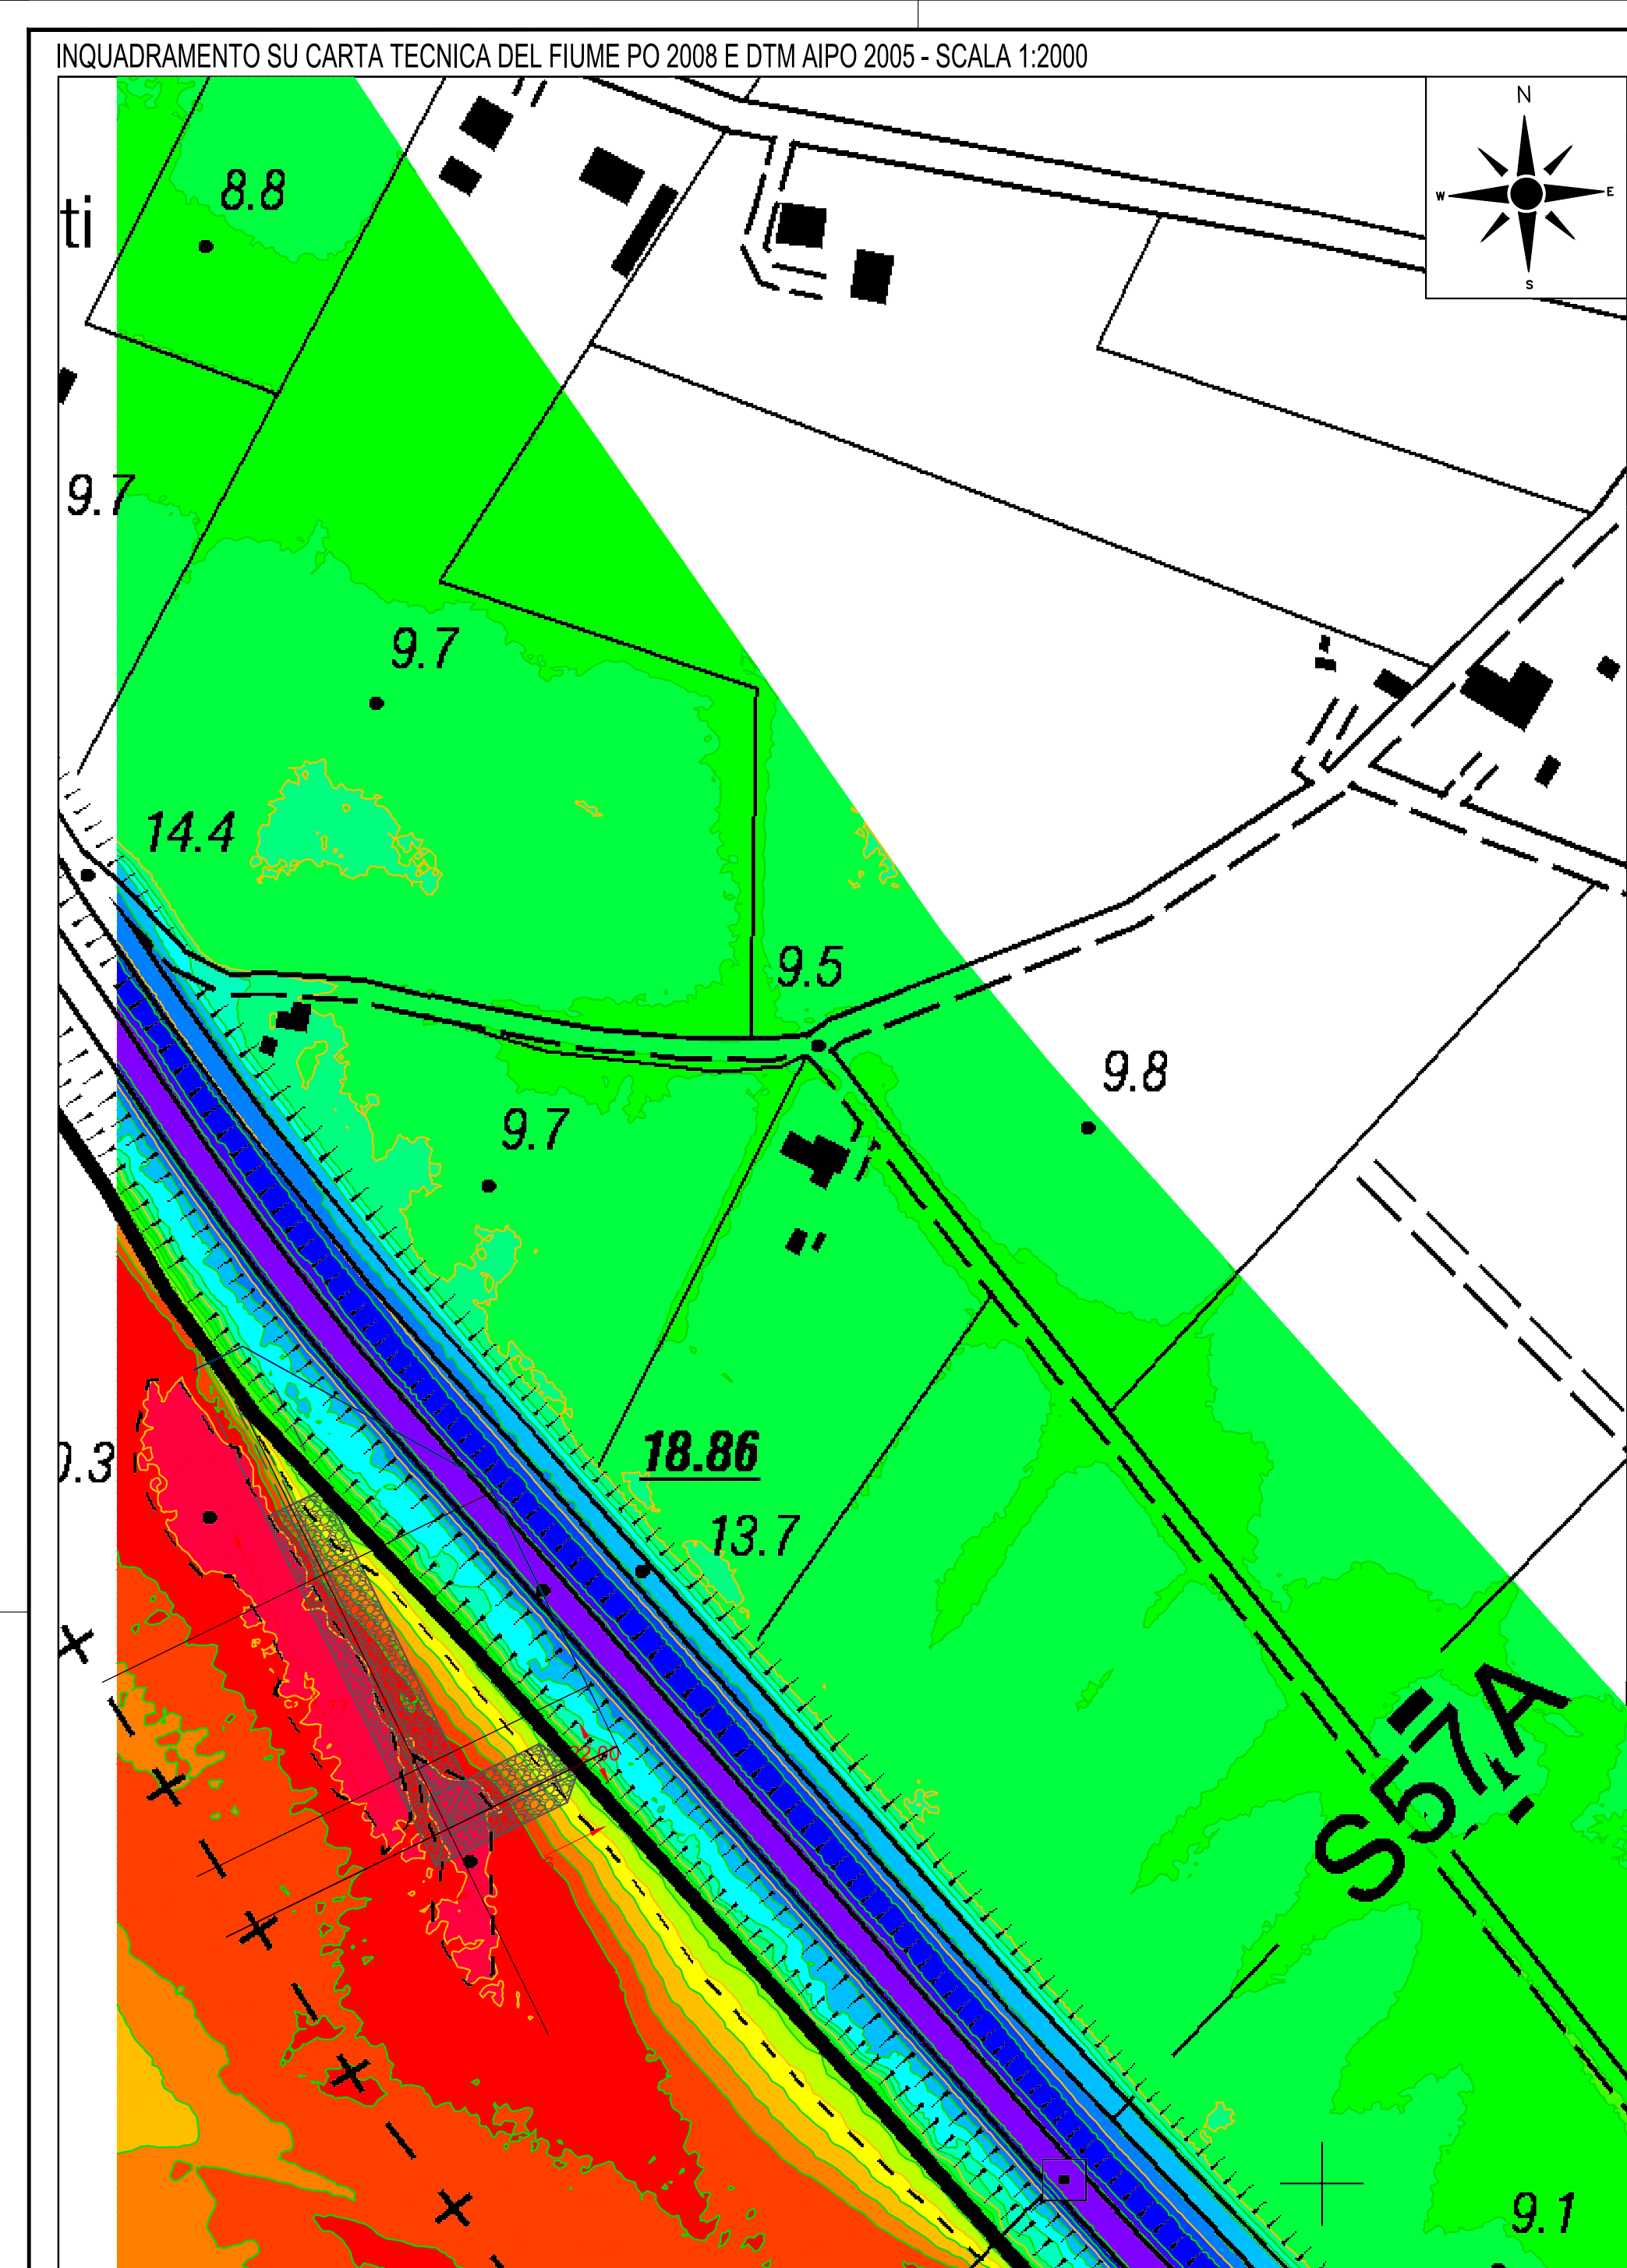 INQUADRAMENTO SU CARTA TECNICA DEL FIUME PO 2008 E DTM AIPO 2005 - SCALA 1:2000
N
W
E
S
8.8
ti
9.7
9.7
14.4
9.5
9.8
9.7
18.86
13.7
S57A
9.1